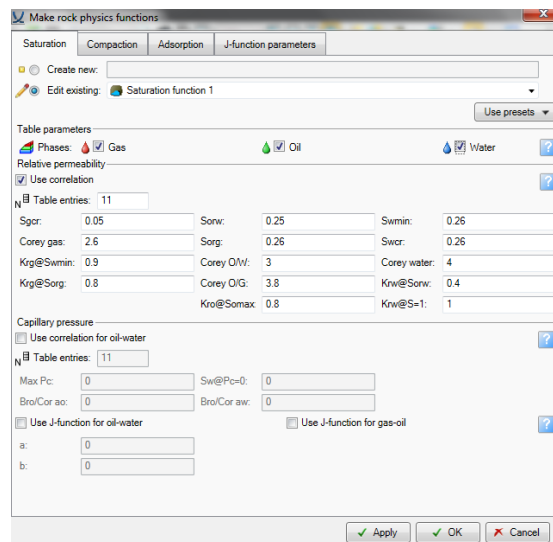 Make rock physics functions
Saturation Compaction Adsorption J-function parameters
Create new:
Edit existing: Saturation function 1
Use presets
Table parameters
Phases: Gas Oil Water ?
Relative permeability
Use correlation ?
N Table entries: 11
Sgcr: 0.05 Sorw: 0.25 Swmin: 0.26
Corey gas: 2.6 Sorg: 0.26 Swcr: 0.26
Krg@Swmin: 0.9 Corey O/W: 3 Corey water: 4
Krg@Sorg: 0.8 Corey O/G: 3.8 Krw@Sorw: 0.4
Kro@Somax: 0.8 Krw@S=1: 1
Capillary pressure
Use correlation for oil-water ?
N Table entries: 11
Max Pc: 0 Sw@Pc=0: 0
Bro/Cor ao: 0 Bro/Cor aw: 0
Use J-function for oil-water Use J-function for gas-oil ?
a: 0
b: 0
Apply OK Cancel